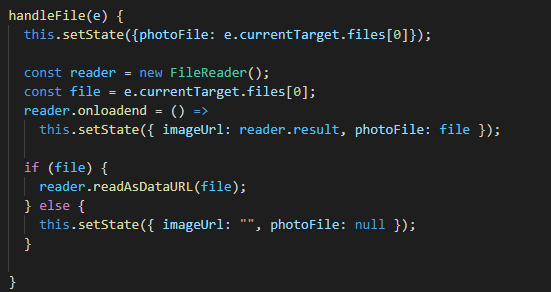 handleFile(e) {
this.setState({photoFile: e.currentTarget.files[0]});
const reader = new FileReader();
const file = e.currentTarget.files[0];
reader.onloadend = () =>
this.setState({ imageUrl: reader.result, photoFile: file });
if (file) {
reader.readAsDataURL(file);
} else {
this.setState({ imageUrl: "", photoFile: null });
}
}